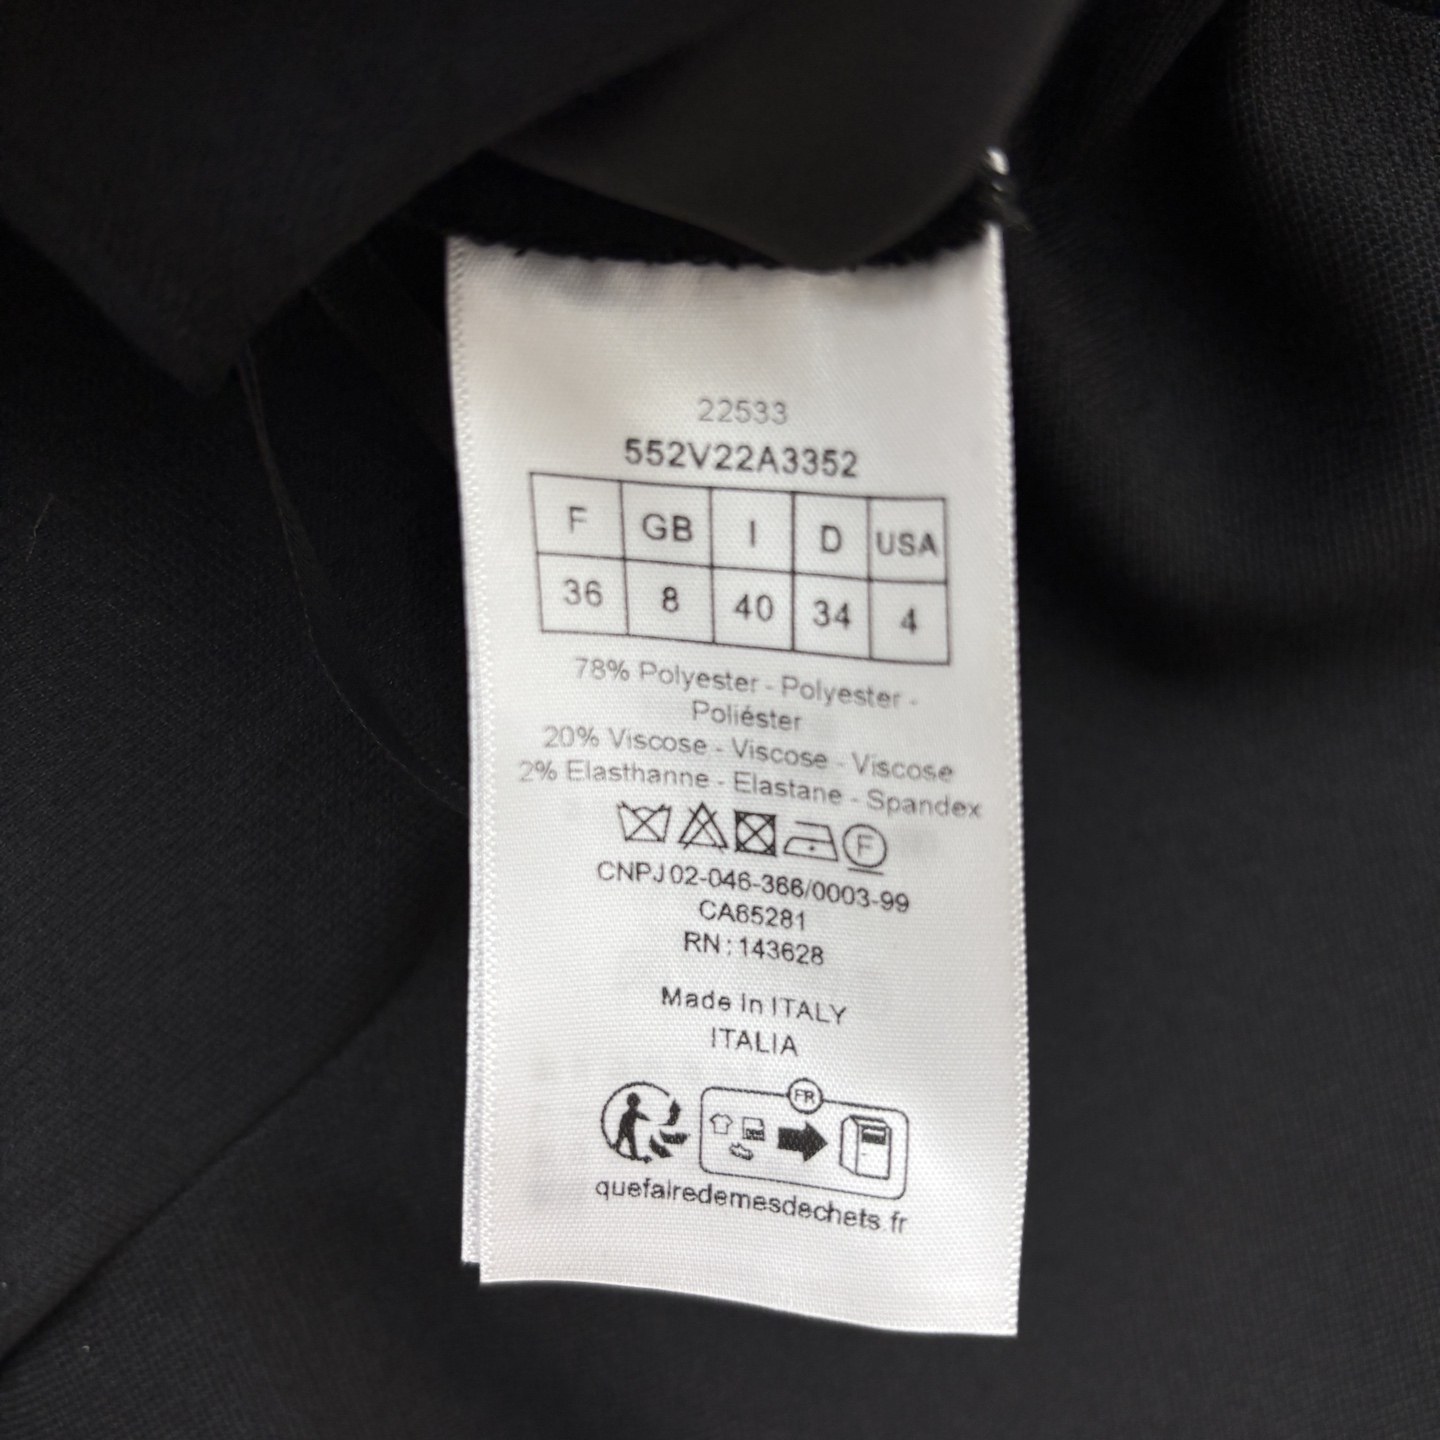 22533
552V22A3352
F GB I D USA
36 8 40 34 4
78% Polyester - Polyester -
Poliéster
20% Viscose - Viscose - Viscose
2% Elasthanne - Elastane - Spandex
F
CNPJ 02-046-366/0003-99
CA65281
RN : 143628
Made in ITALY
ITALIA
FR
quefairedemesdechets.fr